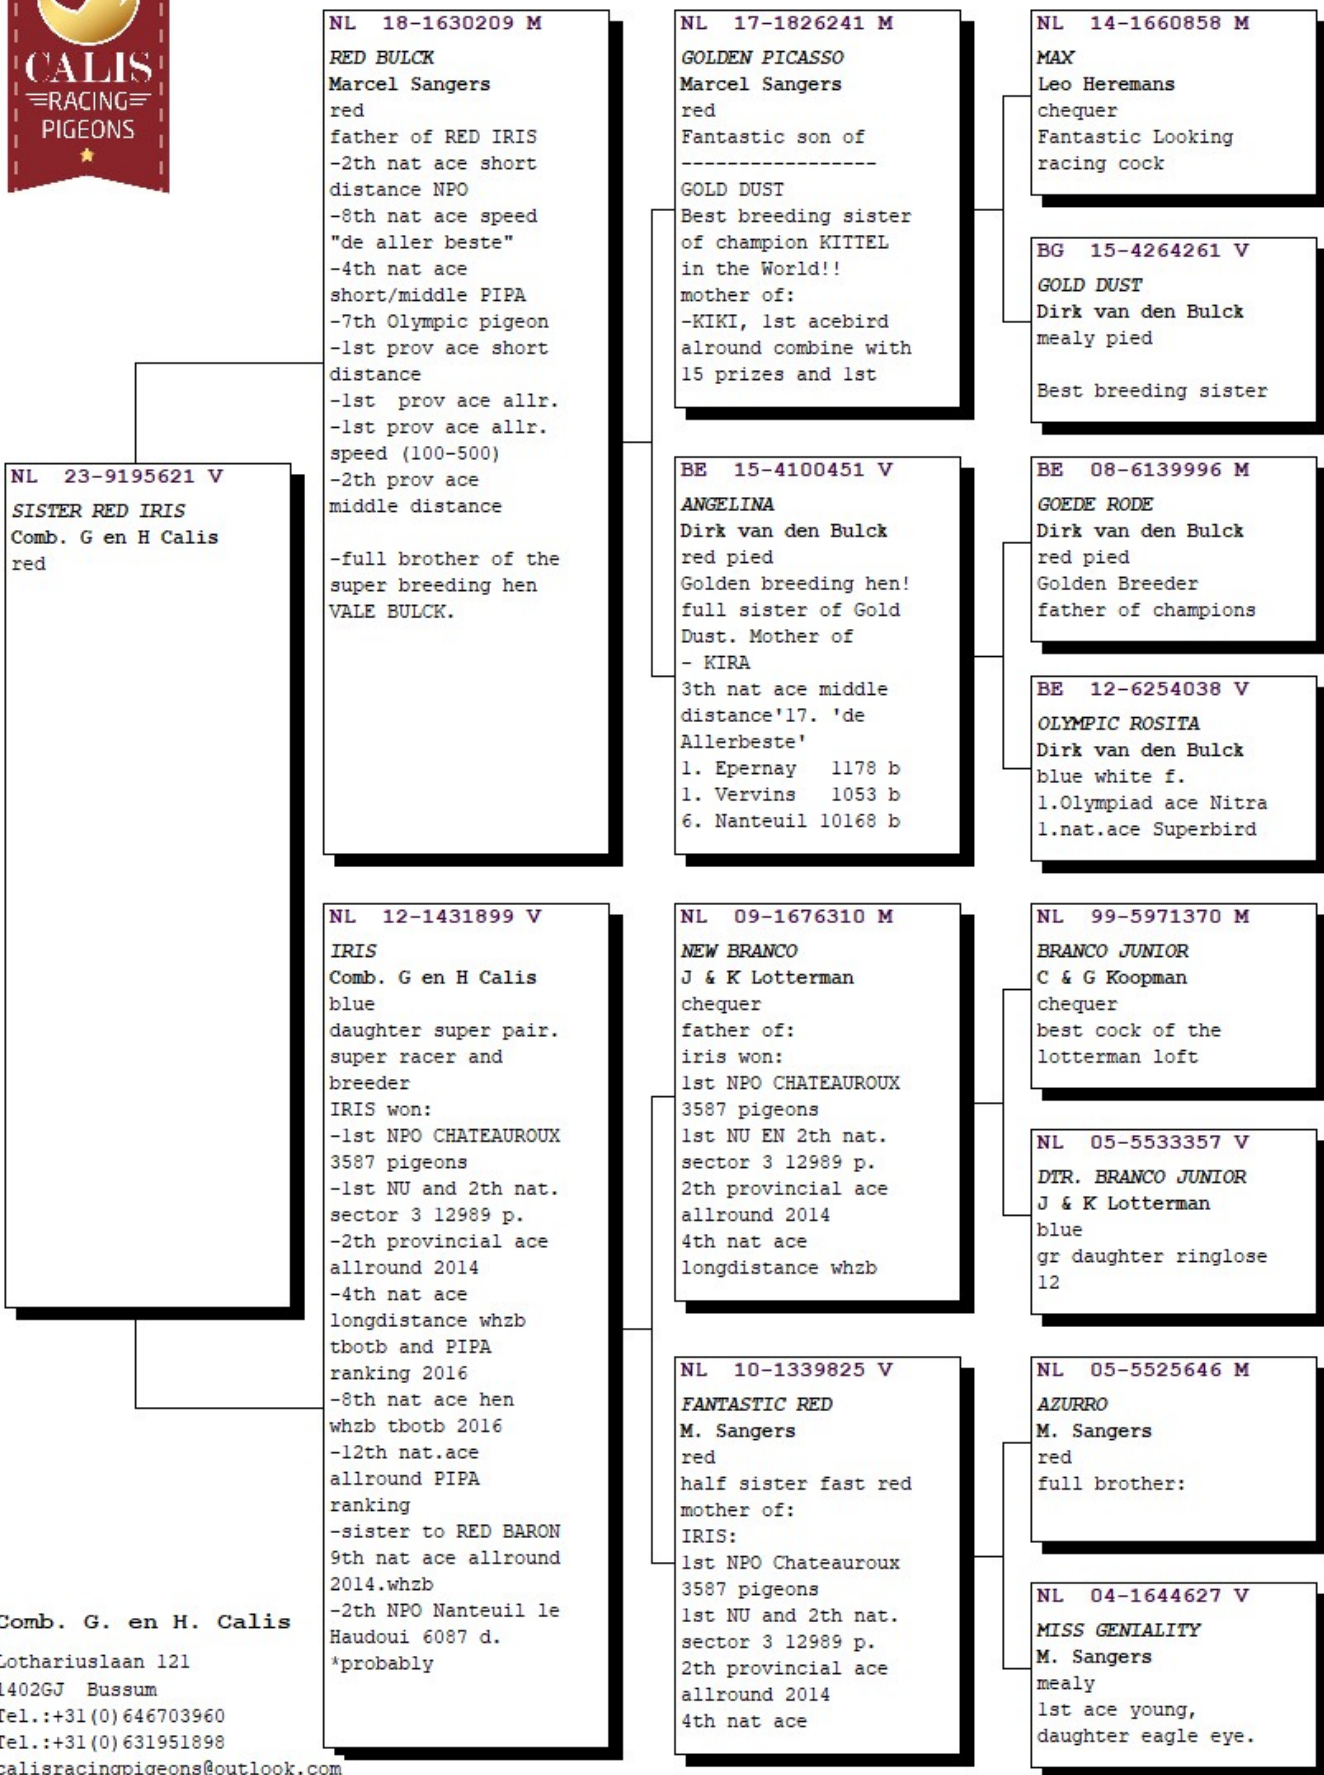 CALIS
RACING
PIGEONS
NL 23-9195621 V
SISTER RED IRIS
Comb. G en H Calis
red
NL 18-1630209 M
RED BULCK
Marcel Sangers
red
father of RED IRIS
-2th nat ace short
distance NPO
-8th nat ace speed
"de aller beste"
-4th nat ace
short/middle PIPA
-7th Olympic pigeon
-1st prov ace short
distance
-1st prov ace allr.
-1st prov ace allr.
speed (100-500)
-2th prov ace
middle distance
-full brother of the
super breeding hen
VALE BULCK.
NL 12-1431899 V
IRIS
Comb. G en H Calis
blue
daughter super pair.
super racer and
breeder
IRIS won:
-1st NPO CHATEAUROUX
3587 pigeons
-1st NU and 2th nat.
sector 3 12989 p.
-2th provincial ace
allround 2014
-4th nat ace
longdistance whzb
tbotb and PIPA
ranking 2016
-8th nat ace hen
whzb tbotb 2016
-12th nat.ace
allround PIPA
ranking
-sister to RED BARON
9th nat ace allround
2014.whzb
-2th NPO Nanteuil le
Haudoui 6087 d.
*probably
NL 17-1826241 M
GOLDEN PICASSO
Marcel Sangers
red
Fantastic son of
-----------------
GOLD DUST
Best breeding sister
of champion KITTEL
in the World!!
mother of:
-KIKI, 1st acebird
alround combine with
15 prizes and 1st
BE 15-4100451 V
ANGELINA
Dirk van den Bulck
red pied
Golden breeding hen!
full sister of Gold
Dust. Mother of
- KIRA
3th nat ace middle
distance'17. 'de
Allerbeste'
1. Epernay 1178 b
1. Vervins 1053 b
6. Nanteuil 10168 b
NL 09-1676310 M
NEW BRANCO
J & K Lotterman
chequer
father of:
iris won:
1st NPO CHATEAUROUX
3587 pigeons
1st NU EN 2th nat.
sector 3 12989 p.
2th provincial ace
allround 2014
4th nat ace
longdistance whzb
NL 10-1339825 V
FANTASTIC RED
M. Sangers
red
half sister fast red
mother of:
IRIS:
1st NPO Chateauroux
3587 pigeons
1st NU and 2th nat.
sector 3 12989 p.
2th provincial ace
allround 2014
4th nat ace
NL 14-1660858 M
MAX
Leo Heremans
chequer
Fantastic Looking
racing cock
BG 15-4264261 V
GOLD DUST
Dirk van den Bulck
mealy pied
Best breeding sister
BE 08-6139996 M
GOEDE RODE
Dirk van den Bulck
red pied
Golden Breeder
father of champions
BE 12-6254038 V
OLYMPIC ROSITA
Dirk van den Bulck
blue white f.
1.Olympiad ace Nitra
1.nat.ace Superbird
NL 99-5971370 M
BRANCO JUNIOR
C & G Koopman
chequer
best cock of the
lotterman loft
NL 05-5533357 V
DTR. BRANCO JUNIOR
J & K Lotterman
blue
gr daughter ringlose
12
NL 05-5525646 M
AZURRO
M. Sangers
red
full brother:
NL 04-1644627 V
MISS GENIALITY
M. Sangers
mealy
1st ace young,
daughter eagle eye.
Comb. G. en H. Calis
Lothariuslaan 121
1402GJ Bussum
Tel.:+31(0)646703960
Tel.:+31(0)631951898
calisracingpigeons@outlook.com